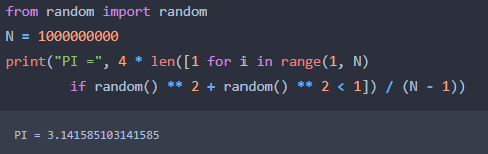 from random import random
N = 1000000000
print("PI =", 4 * len([1 for i in range(1, N)
if random() ** 2 + random() ** 2 < 1]) / (N - 1))
PI = 3.141585103141585